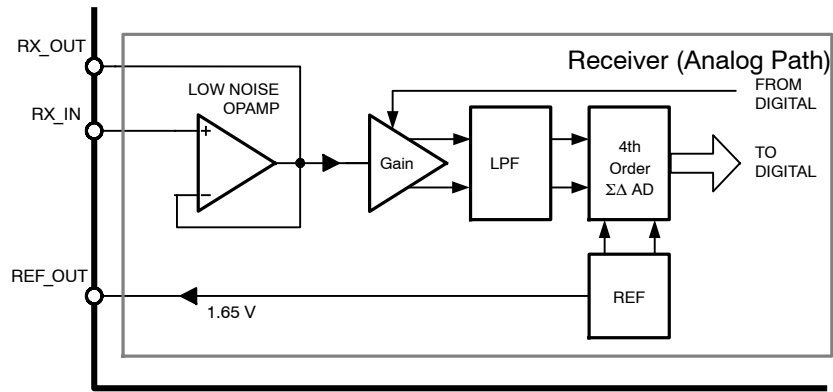 RX_OUT
Receiver (Analog Path)
LOW NOISE
OPAMP
FROM
DIGITAL
RX_IN
+
−
Gain
LPF
4th
Order
ΣΔ AD
TO
DIGITAL
REF_OUT
1.65 V
REF